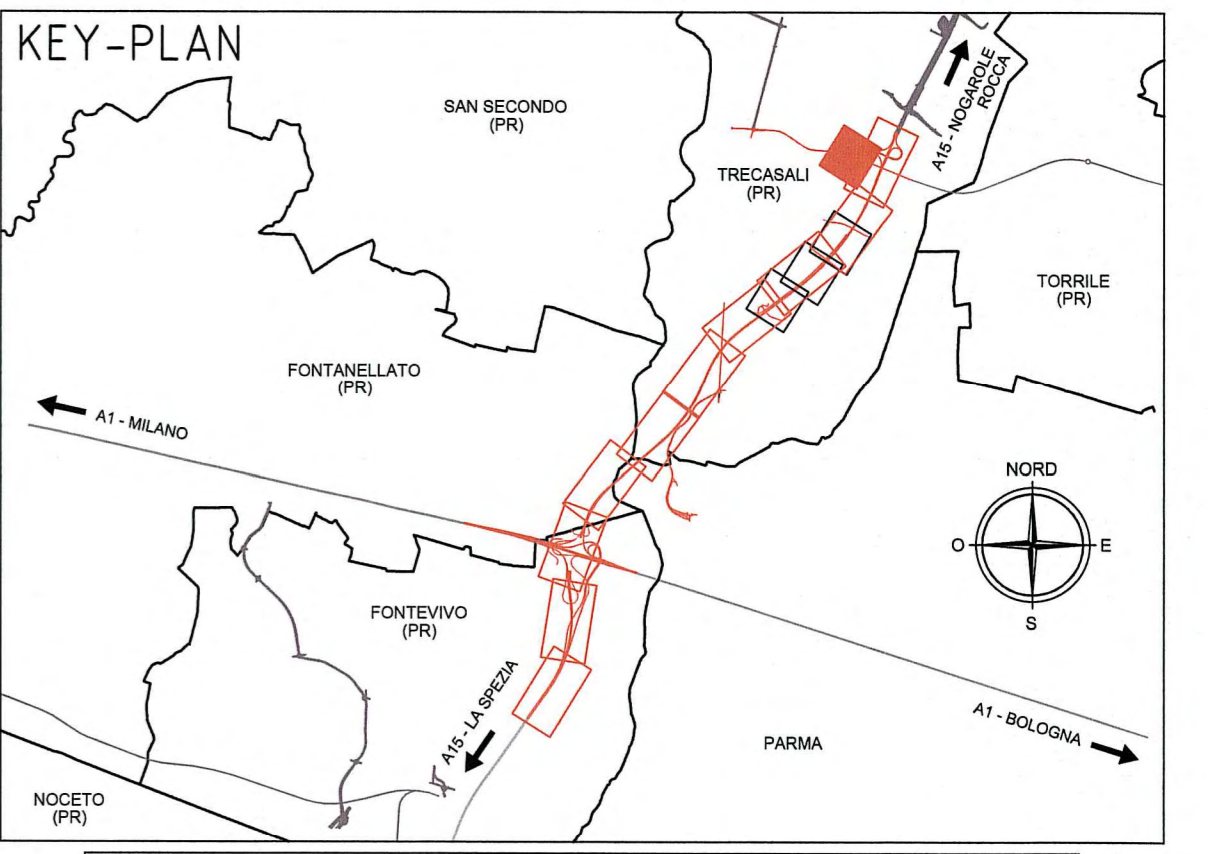 KEY-PLAN
SAN SECONDO
(PR)
A15 - NOGAROLE
ROCCA
TRECASALI
(PR)
TORRILE
(PR)
FONTANELLATO
(PR)
A1 - MILANO
NORD
O
E
S
FONTEVIVO
(PR)
A15 - LA SPEZIA
A1 - BOLOGNA
PARMA
NOCETO
(PR)